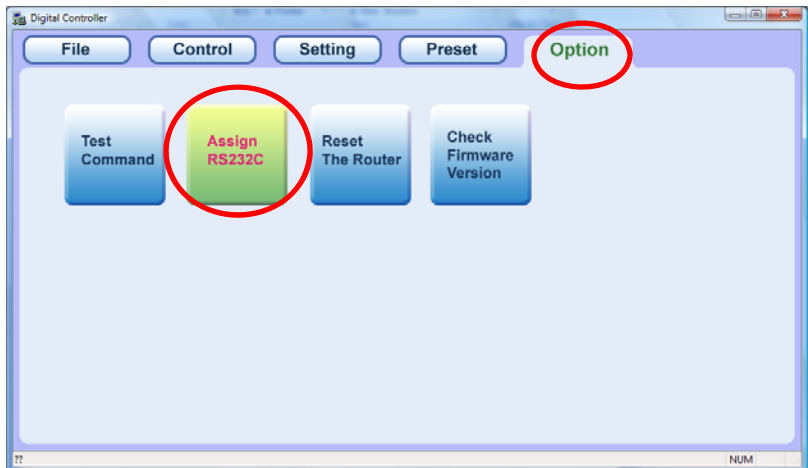 Digital Controller
File Control Setting Preset Option
Test
Command
Assign
RS232C
Reset
The Router
Check
Firmware
Version
?? NUM